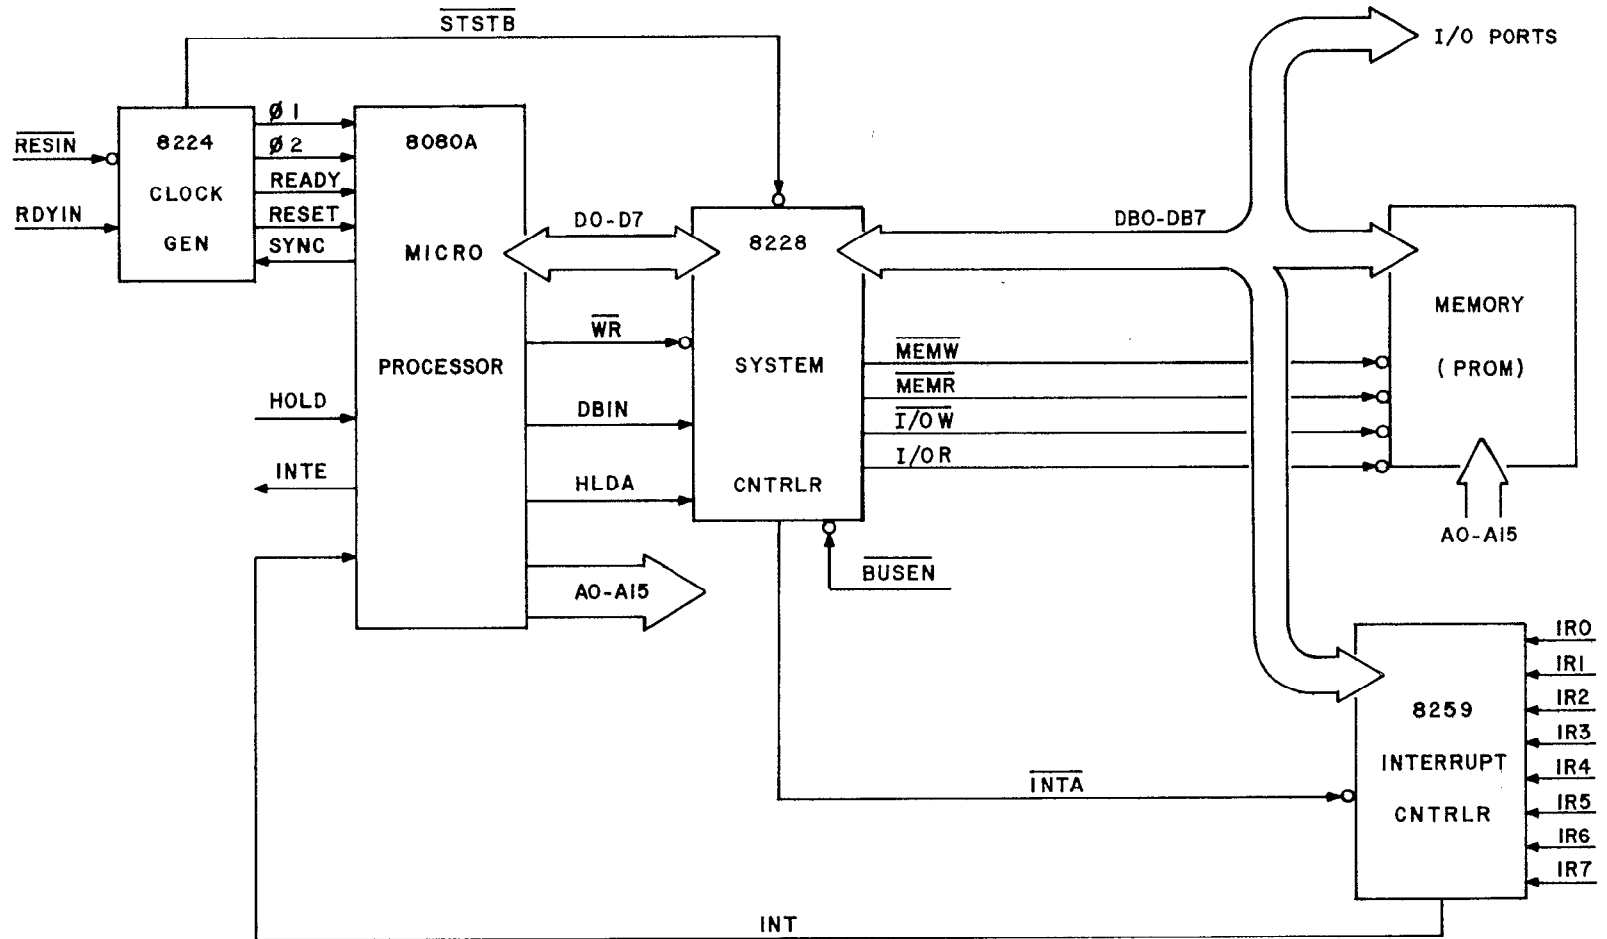 STSTB
I/O PORTS
RESIN
RDYIN
8224
CLOCK
GEN
Ø1
Ø2
READY
RESET
SYNC
8080A
MICRO
PROCESSOR
HOLD
INTE
D0-D7
WR
DBIN
HLDA
A0-A15
8228
SYSTEM
CNTRLR
BUSEN
DB0-DB7
MEMW
MEMR
I/OW
I/OR
MEMORY
(PROM)
A0-A15
INTA
8259
INTERRUPT
CNTRLR
IR0
IR1
IR2
IR3
IR4
IR5
IR6
IR7
INT